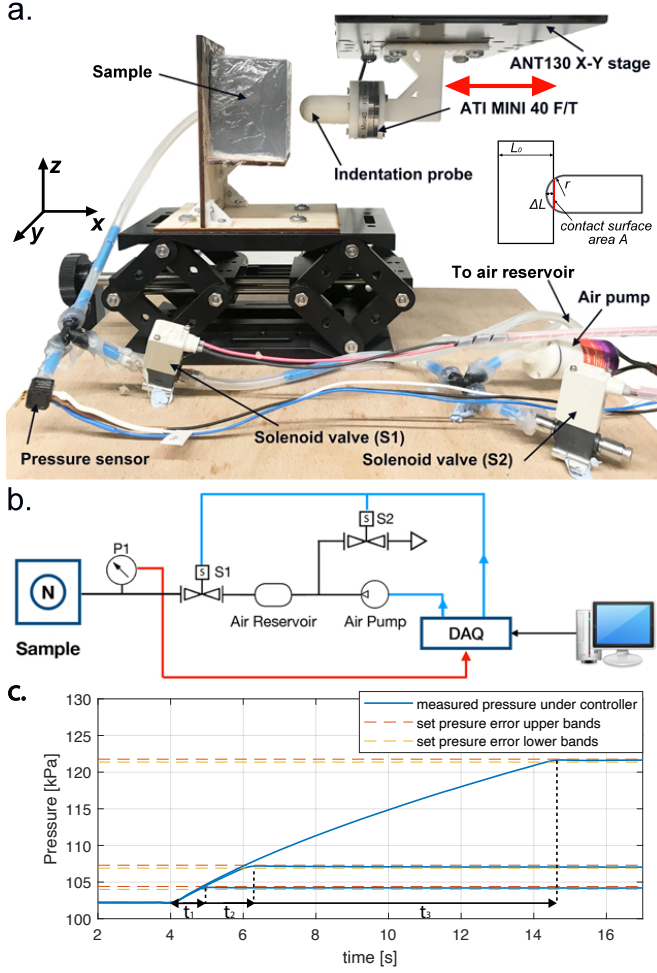 a.
ANT130 X-Y stage
Sample
ATI MINI 40 F/T
Indentation probe
z
x
y
L₀
r
ΔL
contact surface
area A
To air reservoir
Air pump
Solenoid valve (S1)
Pressure sensor
Solenoid valve (S2)
b.
P1
S
S1
S
S2
N
Sample
Air Reservoir
Air Pump
DAQ
c.
measured pressure under controller
set presure error upper bands
set presure error lower bands
Pressure [kPa]
130
125
120
115
110
105
100
t₁
t₂
t₃
2
4
6
8
10
12
14
16
time [s]